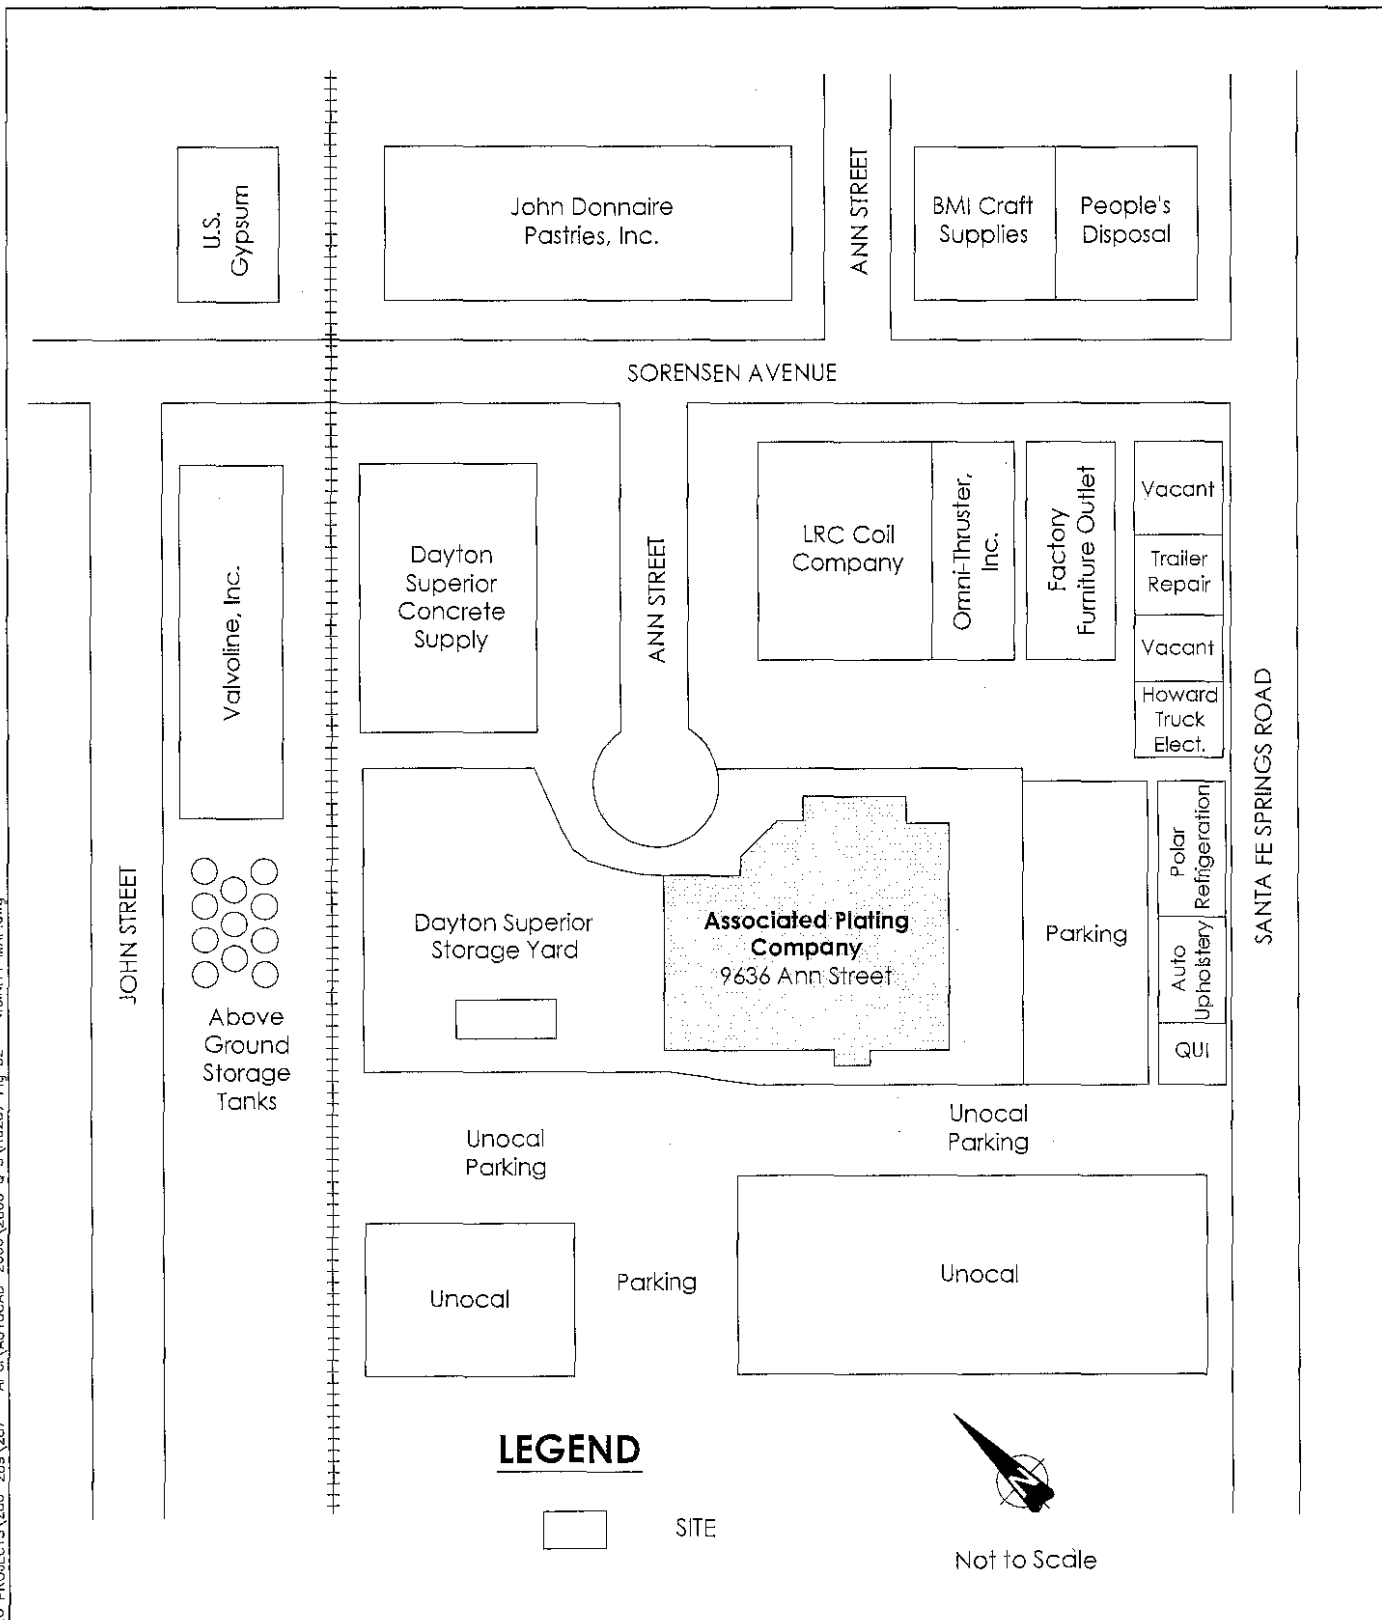 U.S.
Gypsum
John Donnaire
Pastries, Inc.
ANN STREET
BMI Craft
Supplies
People's
Disposal
SORENSEN AVENUE
Valvoline, Inc.
Dayton
Superior
Concrete
Supply
ANN STREET
LRC Coil
Company
Omni-Thruster,
Inc.
Factory
Furniture Outlet
Vacant
Trailer
Repair
Vacant
Howard
Truck
Elect.
SANTA FE SPRINGS ROAD
JOHN STREET
Above
Ground
Storage
Tanks
Dayton Superior
Storage Yard
Associated Plating
Company
9636 Ann Street
Parking
Polar
Refrigeration
Auto
Upholstery
QUI
Unocal
Parking
Unocal
Parking
Unocal
Parking
Unocal
LEGEND
SITE
N
Not to Scale